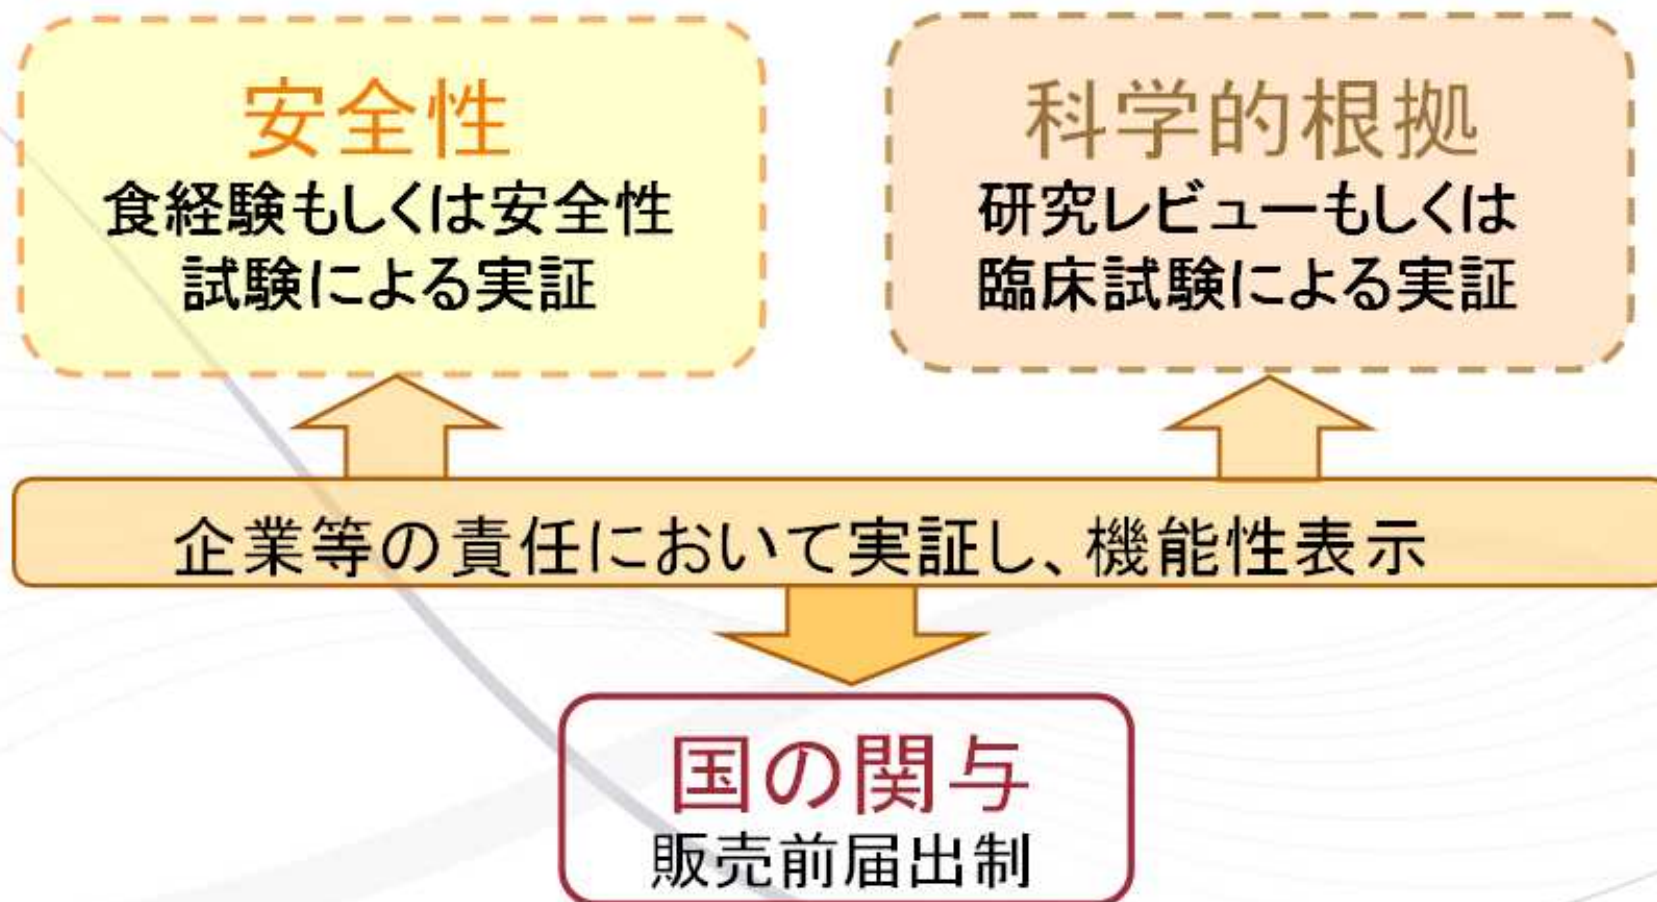 安全性
食経験もしくは安全性
試験による実証
科学的根拠
研究レビューもしくは
臨床試験による実証
企業等の責任において実証し、機能性表示
国の関与
販売前届出制